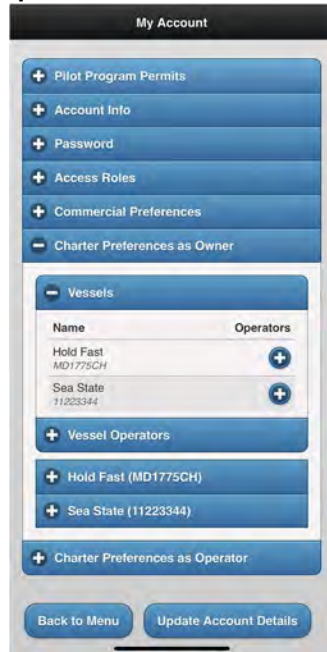 My Account
Pilot Program Permits
Account Info
Password
Access Roles
Commercial Preferences
Charter Preferences as Owner
Vessels
Name Operators
Hold Fast
MD1775CH
Sea State
11223344
Vessel Operators
Hold Fast (MD1775CH)
Sea State (11223344)
Charter Preferences as Operator
Back to Menu Update Account Details